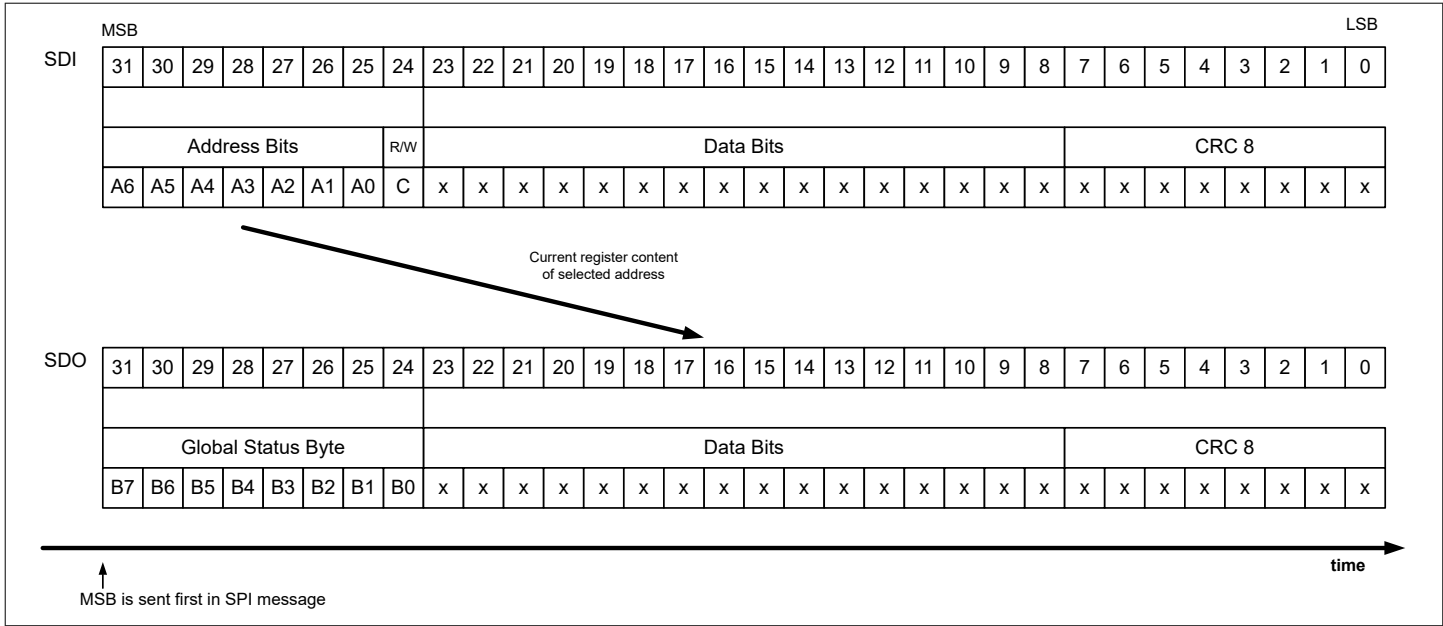 MSB LSB
SDI 31 30 29 28 27 26 25 24 23 22 21 20 19 18 17 16 15 14 13 12 11 10 9 8 7 6 5 4 3 2 1 0
Address Bits R/W Data Bits CRC 8
A6 A5 A4 A3 A2 A1 A0 C x x x x x x x x x x x x x x x x x x x x x x x x
Current register content
of selected address
SDO 31 30 29 28 27 26 25 24 23 22 21 20 19 18 17 16 15 14 13 12 11 10 9 8 7 6 5 4 3 2 1 0
Global Status Byte Data Bits CRC 8
B7 B6 B5 B4 B3 B2 B1 B0 x x x x x x x x x x x x x x x x x x x x x x x x
time
MSB is sent first in SPI message